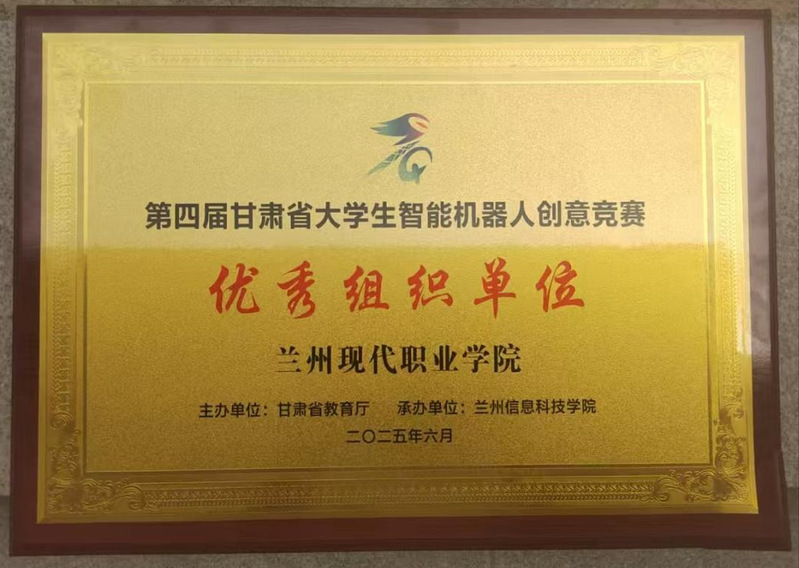 第四届甘肃省大学生智能机器人创意竞赛
优秀组织单位
兰州现代职业学院
主办单位：甘肃省教育厅 承办单位：兰州信息科技学院
二〇二五年六月